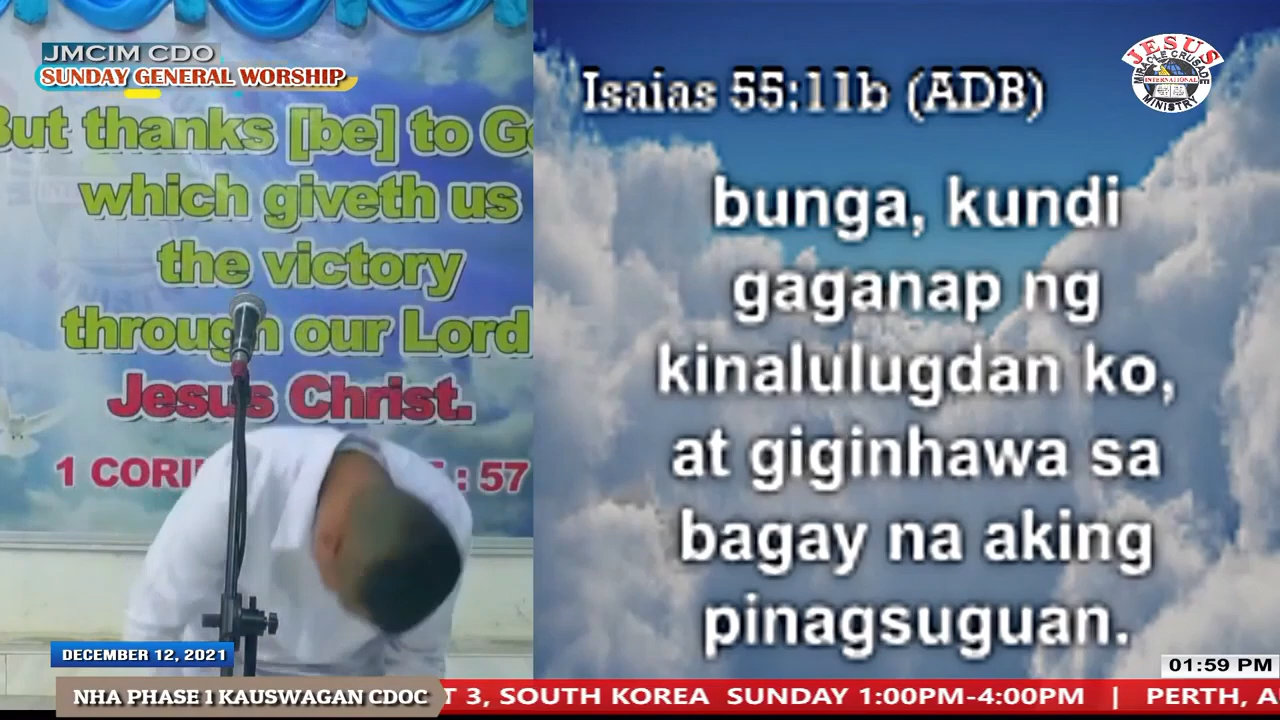 JMCIM CDO
SUNDAY GENERAL WORSHIP
But thanks [be] to
which giveth us
the victory
through our Lord
Jesus Christ.
: 57
Isaias 55:11b (ADB)
bunga, kundi
gaganap ng
kinalulugdan ko,
at giginhawa sa
bagay na aking
pinagsuguan.
JESUS
MIRACLE CRUSADE
INTERNATIONAL
MINISTRY
DECEMBER 12, 2021
01:59 PM
NHA PHASE 1 KAUSWAGAN CDOC
T 3, SOUTH KOREA SUNDAY 1:00PM-4:00PM | PERTH, A